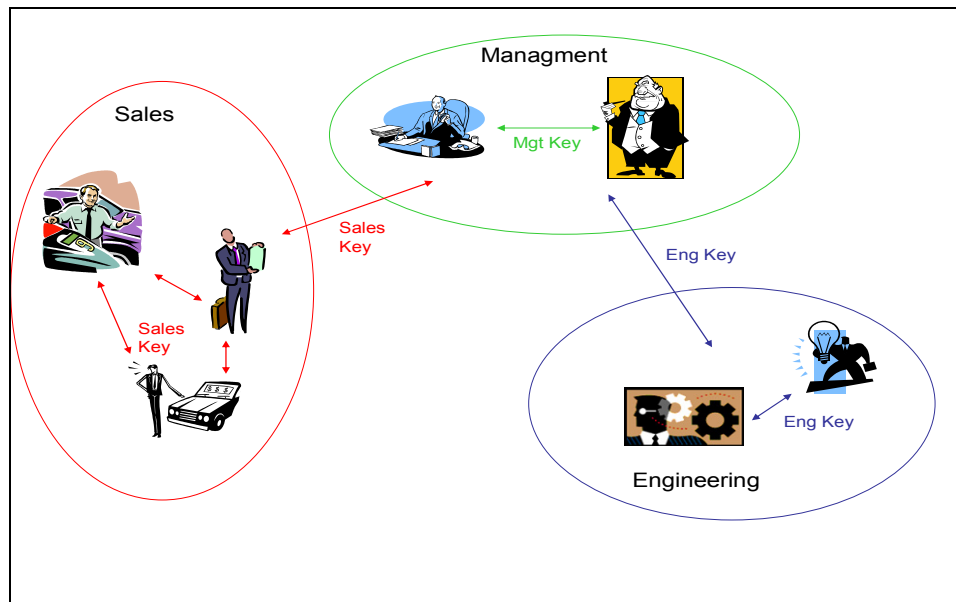 Managment
Sales
Mgt Key
Sales
Key
Eng Key
Sales
Key
$ $ $
Eng Key
Engineering